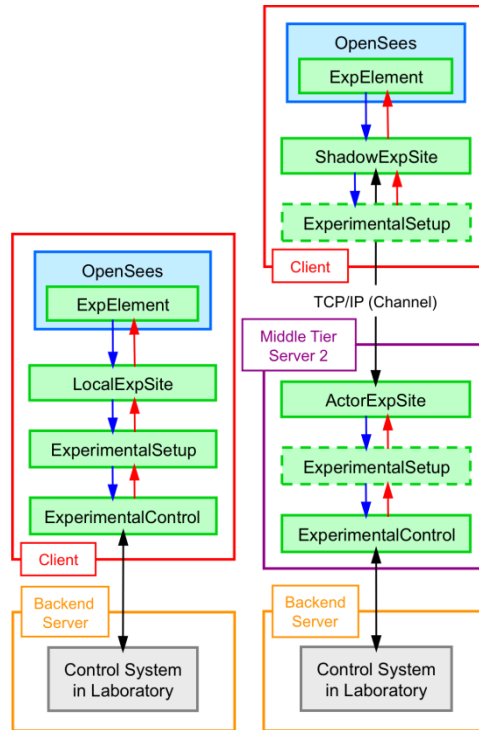 OpenSees
ExpElement
LocalExpSite
ExperimentalSetup
ExperimentalControl
Client
Backend
Server
Control System
in Laboratory
OpenSees
ExpElement
ShadowExpSite
ExperimentalSetup
Client
TCP/IP (Channel)
Middle Tier
Server 2
ActorExpSite
ExperimentalSetup
ExperimentalControl
Backend
Server
Control System
in Laboratory